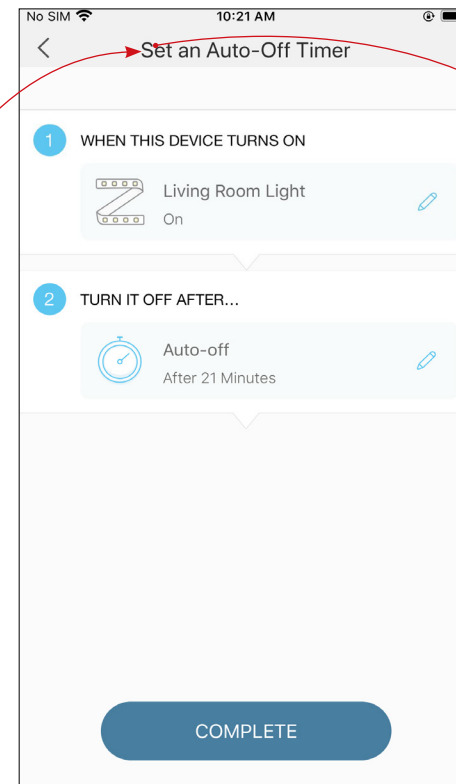 No SIM 10:21 AM
Set an Auto-Off Timer
1 WHEN THIS DEVICE TURNS ON
Living Room Light
On
2 TURN IT OFF AFTER...
Auto-off
After 21 Minutes
COMPLETE